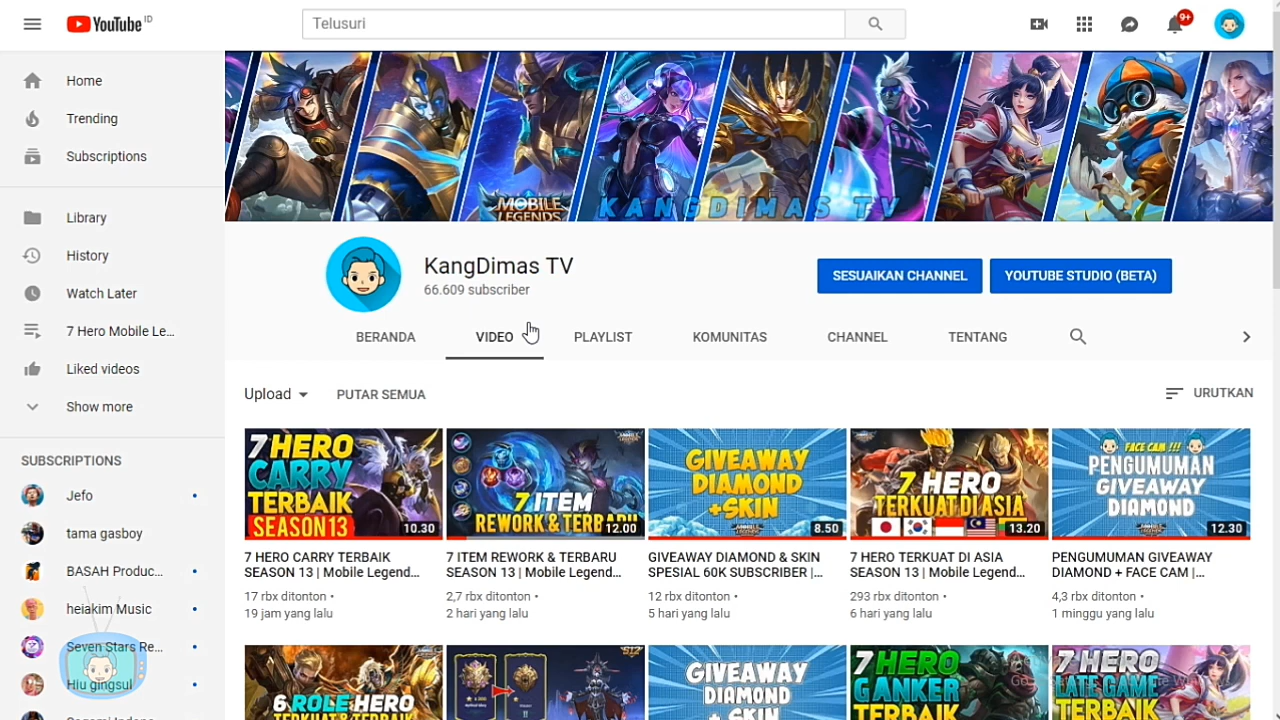 YouTube ID
Telusuri
9+
Home
Trending
Subscriptions
Library
History
Watch Later
7 Hero Mobile Le...
Liked videos
Show more
SUBSCRIPTIONS
Jefo
tama gasboy
BASAH Produc...
heiakim Music
Seven Stars Re...
Hlu gingsul
MOBILE
LEGENDS
KANGDIMAS TV
KangDimas TV
66.609 subscriber
SESUAIKAN CHANNEL
YOUTUBE STUDIO (BETA)
BERANDA
VIDEO
PLAYLIST
KOMUNITAS
CHANNEL
TENTANG
Upload
PUTAR SEMUA
URUTKAN
7 HERO
CARRY
TERBAIK
SEASON 13
10.30
7 HERO CARRY TERBAIK
SEASON 13 | Mobile Legend...
17 rbx ditonton •
19 jam yang lalu
7 ITEM
REWORK & TERBARU
12.00
7 ITEM REWORK & TERBARU
SEASON 13 | Mobile Legend...
2,7 rbx ditonton •
2 hari yang lalu
GIVEAWAY
DIAMOND
+SKIN
8.50
GIVEAWAY DIAMOND & SKIN
SPESIAL 60K SUBSCRIBER |...
12 rbx ditonton •
5 hari yang lalu
7 HERO
TERKUAT DI ASIA
13.20
7 HERO TERKUAT DI ASIA
SEASON 13 | Mobile Legend...
293 rbx ditonton •
6 hari yang lalu
FACE CAM !!!
PENGUMUMAN
GIVEAWAY
DIAMOND
12.30
PENGUMUMAN GIVEAWAY
DIAMOND + FACE CAM |...
4,3 rbx ditonton •
1 minggu yang lalu
6 ROLE HERO
TERKUAT & TERBAIK
S13
GIVEAWAY
DIAMOND
+SKIN
7 HERO
GANKER
TERBAIK
7 HERO
LATE GAME
TERBAIK